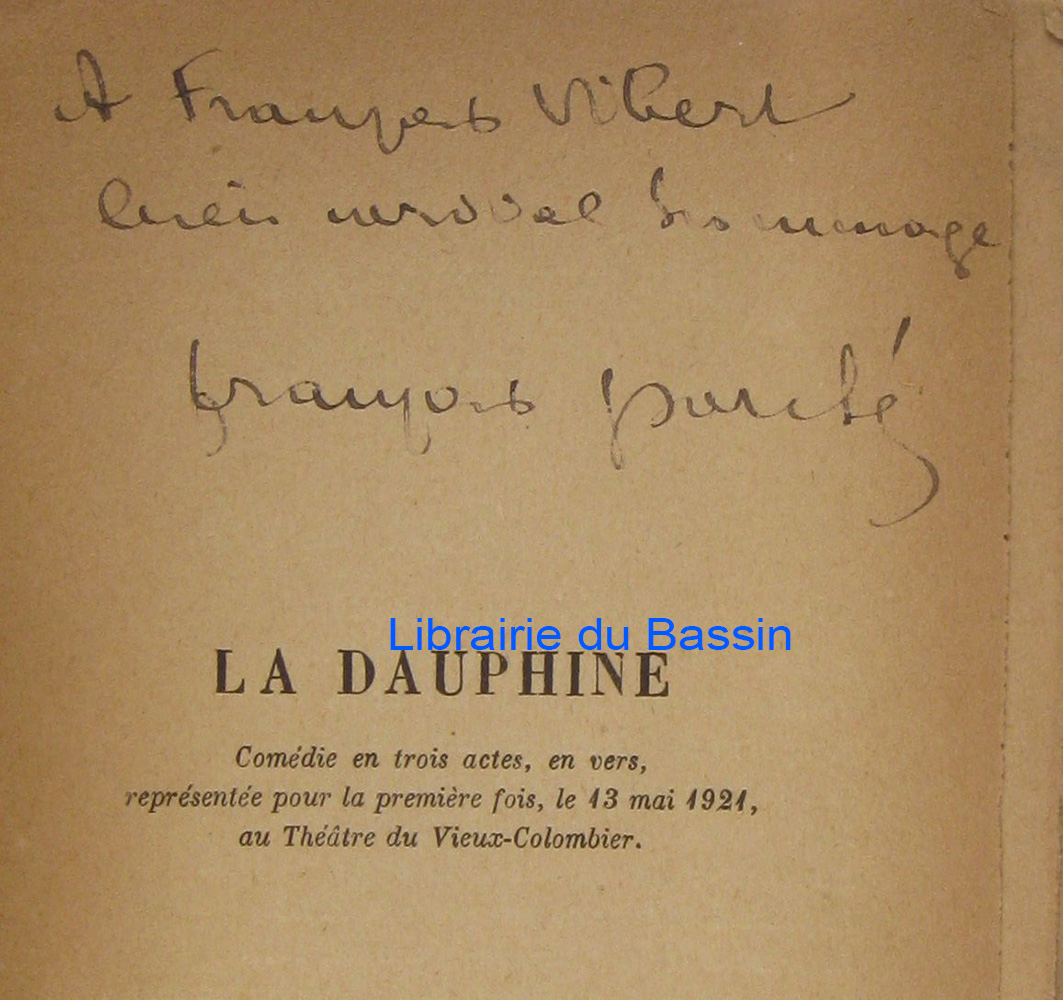 A François Vibert
bien cordial hommage
françois porché
Librairie du Bassin
LA DAUPHINE
Comédie en trois actes, en vers,
représentée pour la première fois, le 13 mai 1921,
au Théâtre du Vieux-Colombier.